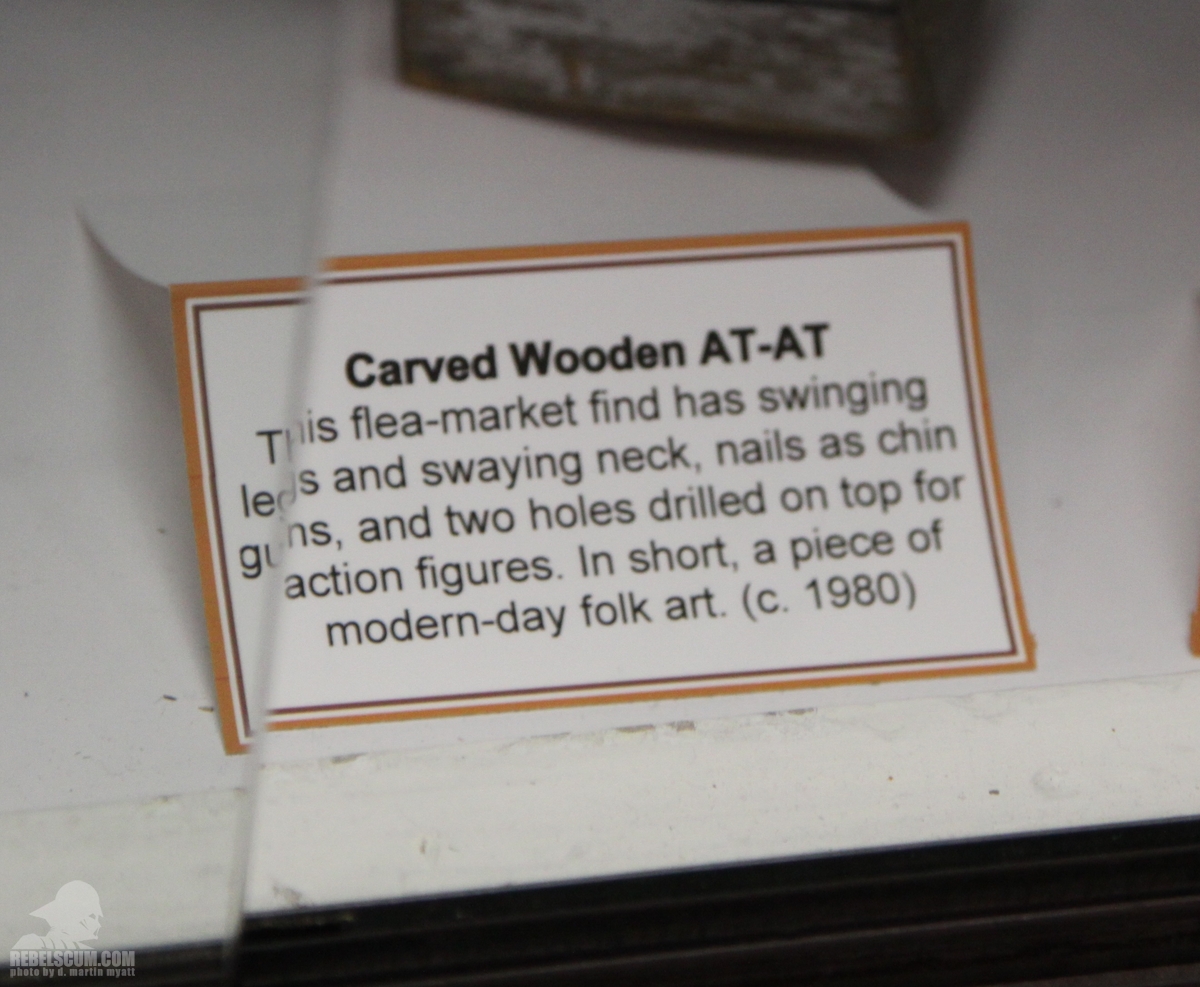 Carved Wooden AT-AT
This flea-market find has swinging
legs and swaying neck, nails as chin
guns, and two holes drilled on top for
action figures. In short, a piece of
modern-day folk art. (c. 1980)
REBELSCUM.COM
photo by d. martin myatt